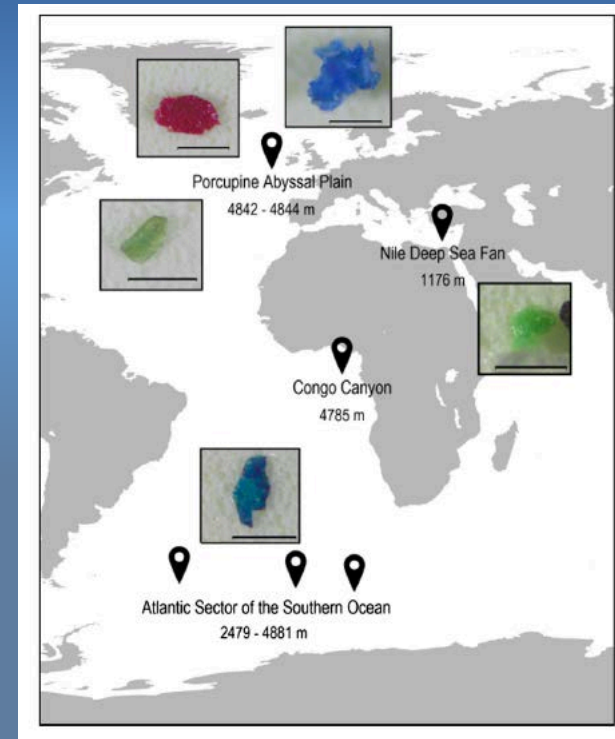 Porcupine Abyssal Plain
4842 - 4844 m
Nile Deep Sea Fan
1176 m
Congo Canyon
4785 m
Atlantic Sector of the Southern Ocean
2479 - 4881 m